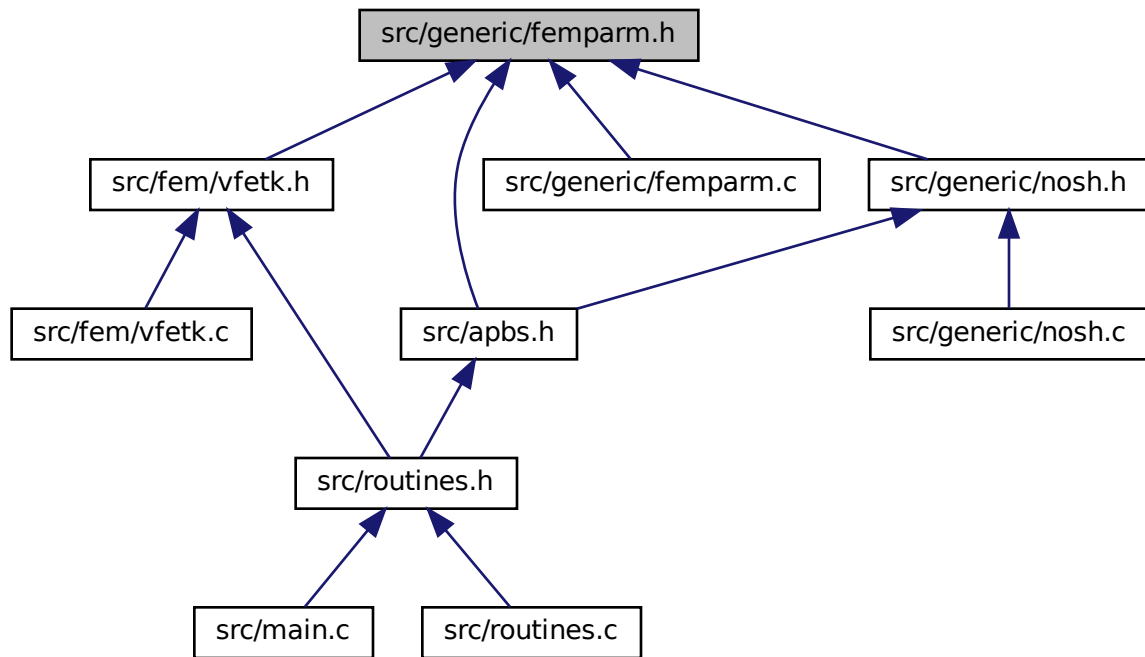 src/generic/femparm.h
src/fem/vfetk.h
src/generic/femparm.c
src/generic/nosh.h
src/fem/vfetk.c
src/apbs.h
src/generic/nosh.c
src/routines.h
src/main.c
src/routines.c